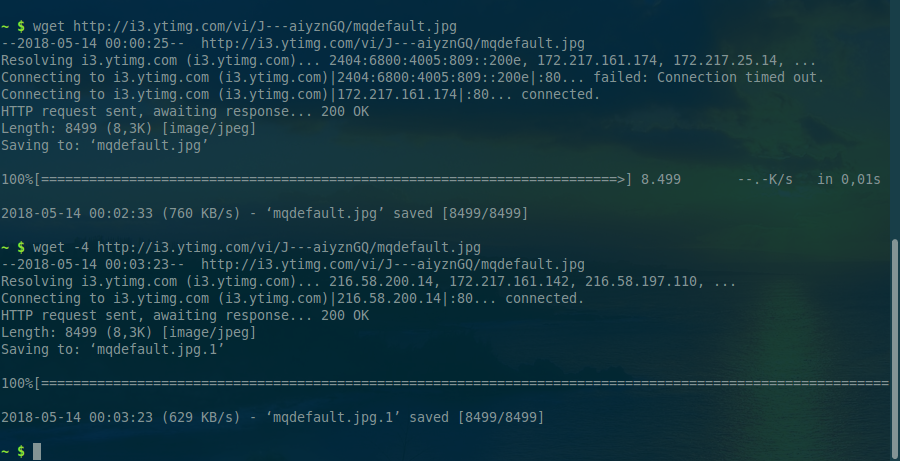 ~ $ wget http://i3.ytimg.com/vi/J---aiyznGQ/mqdefault.jpg
--2018-05-14 00:00:25--  http://i3.ytimg.com/vi/J---aiyznGQ/mqdefault.jpg
Resolving i3.ytimg.com (i3.ytimg.com)... 2404:6800:4005:809::200e, 172.217.161.174, 172.217.25.14, ...
Connecting to i3.ytimg.com (i3.ytimg.com)|2404:6800:4005:809::200e|:80... failed: Connection timed out.
Connecting to i3.ytimg.com (i3.ytimg.com)|172.217.161.174|:80... connected.
HTTP request sent, awaiting response... 200 OK
Length: 8499 (8,3K) [image/jpeg]
Saving to: ‘mqdefault.jpg’
100%[========================================================================>] 8.499       --.-K/s   in 0,01s
2018-05-14 00:02:33 (760 KB/s) - ‘mqdefault.jpg’ saved [8499/8499]
~ $ wget -4 http://i3.ytimg.com/vi/J---aiyznGQ/mqdefault.jpg
--2018-05-14 00:03:23--  http://i3.ytimg.com/vi/J---aiyznGQ/mqdefault.jpg
Resolving i3.ytimg.com (i3.ytimg.com)... 216.58.200.14, 172.217.161.142, 216.58.197.110, ...
Connecting to i3.ytimg.com (i3.ytimg.com)|216.58.200.14|:80... connected.
HTTP request sent, awaiting response... 200 OK
Length: 8499 (8,3K) [image/jpeg]
Saving to: ‘mqdefault.jpg.1’
100%[==========================================================================================================
2018-05-14 00:03:23 (629 KB/s) - ‘mqdefault.jpg.1’ saved [8499/8499]
~ $